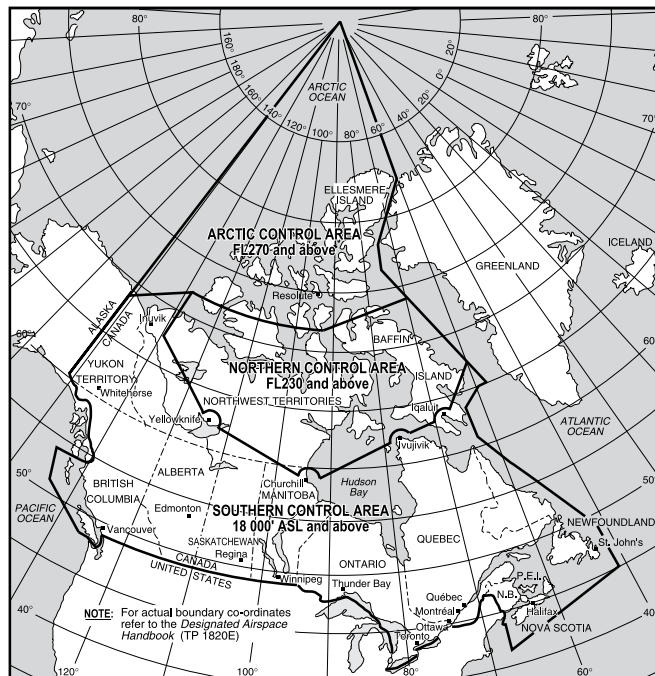 80°
80°
160°
20°
160°
0°
ARCTIC
OCEAN
160°
140°
120°
100°
80°
60°
40°
70°
70°
ELLESMERE
ISLAND
ARCTIC CONTROL AREA
FL270 and above
ICELAND
GREENLAND
Resolute
ALASKA
CANADA
Inuvik
60°
60°
BAFFIN
ISLAND
NORTHERN CONTROL AREA
FL230 and above
YUKON
TERRITORY
Whitehorse
NORTHWEST TERRITORIES
Iqaluit
Yellowknife
Ivujivik
ATLANTIC
OCEAN
50°
50°
ALBERTA
BRITISH
COLUMBIA
Churchill
MANITOBA
Hudson
Bay
PACIFIC
OCEAN
Edmonton
SOUTHERN CONTROL AREA
18 000' ASL and above
NEWFOUNDLAND
St. John's
Vancouver
SASKATCHEWAN
Regina
QUEBEC
ONTARIO
CANADA
UNITED STATES
Winnipeg
Thunder Bay
P.E.I.
N.B.
Québec
Montréal
Ottawa
Halifax
NOVA SCOTIA
Toronto
40°
40°
NOTE: For actual boundary co-ordinates
refer to the Designated Airspace
Handbook (TP 1820E)
120°
100°
80°
60°